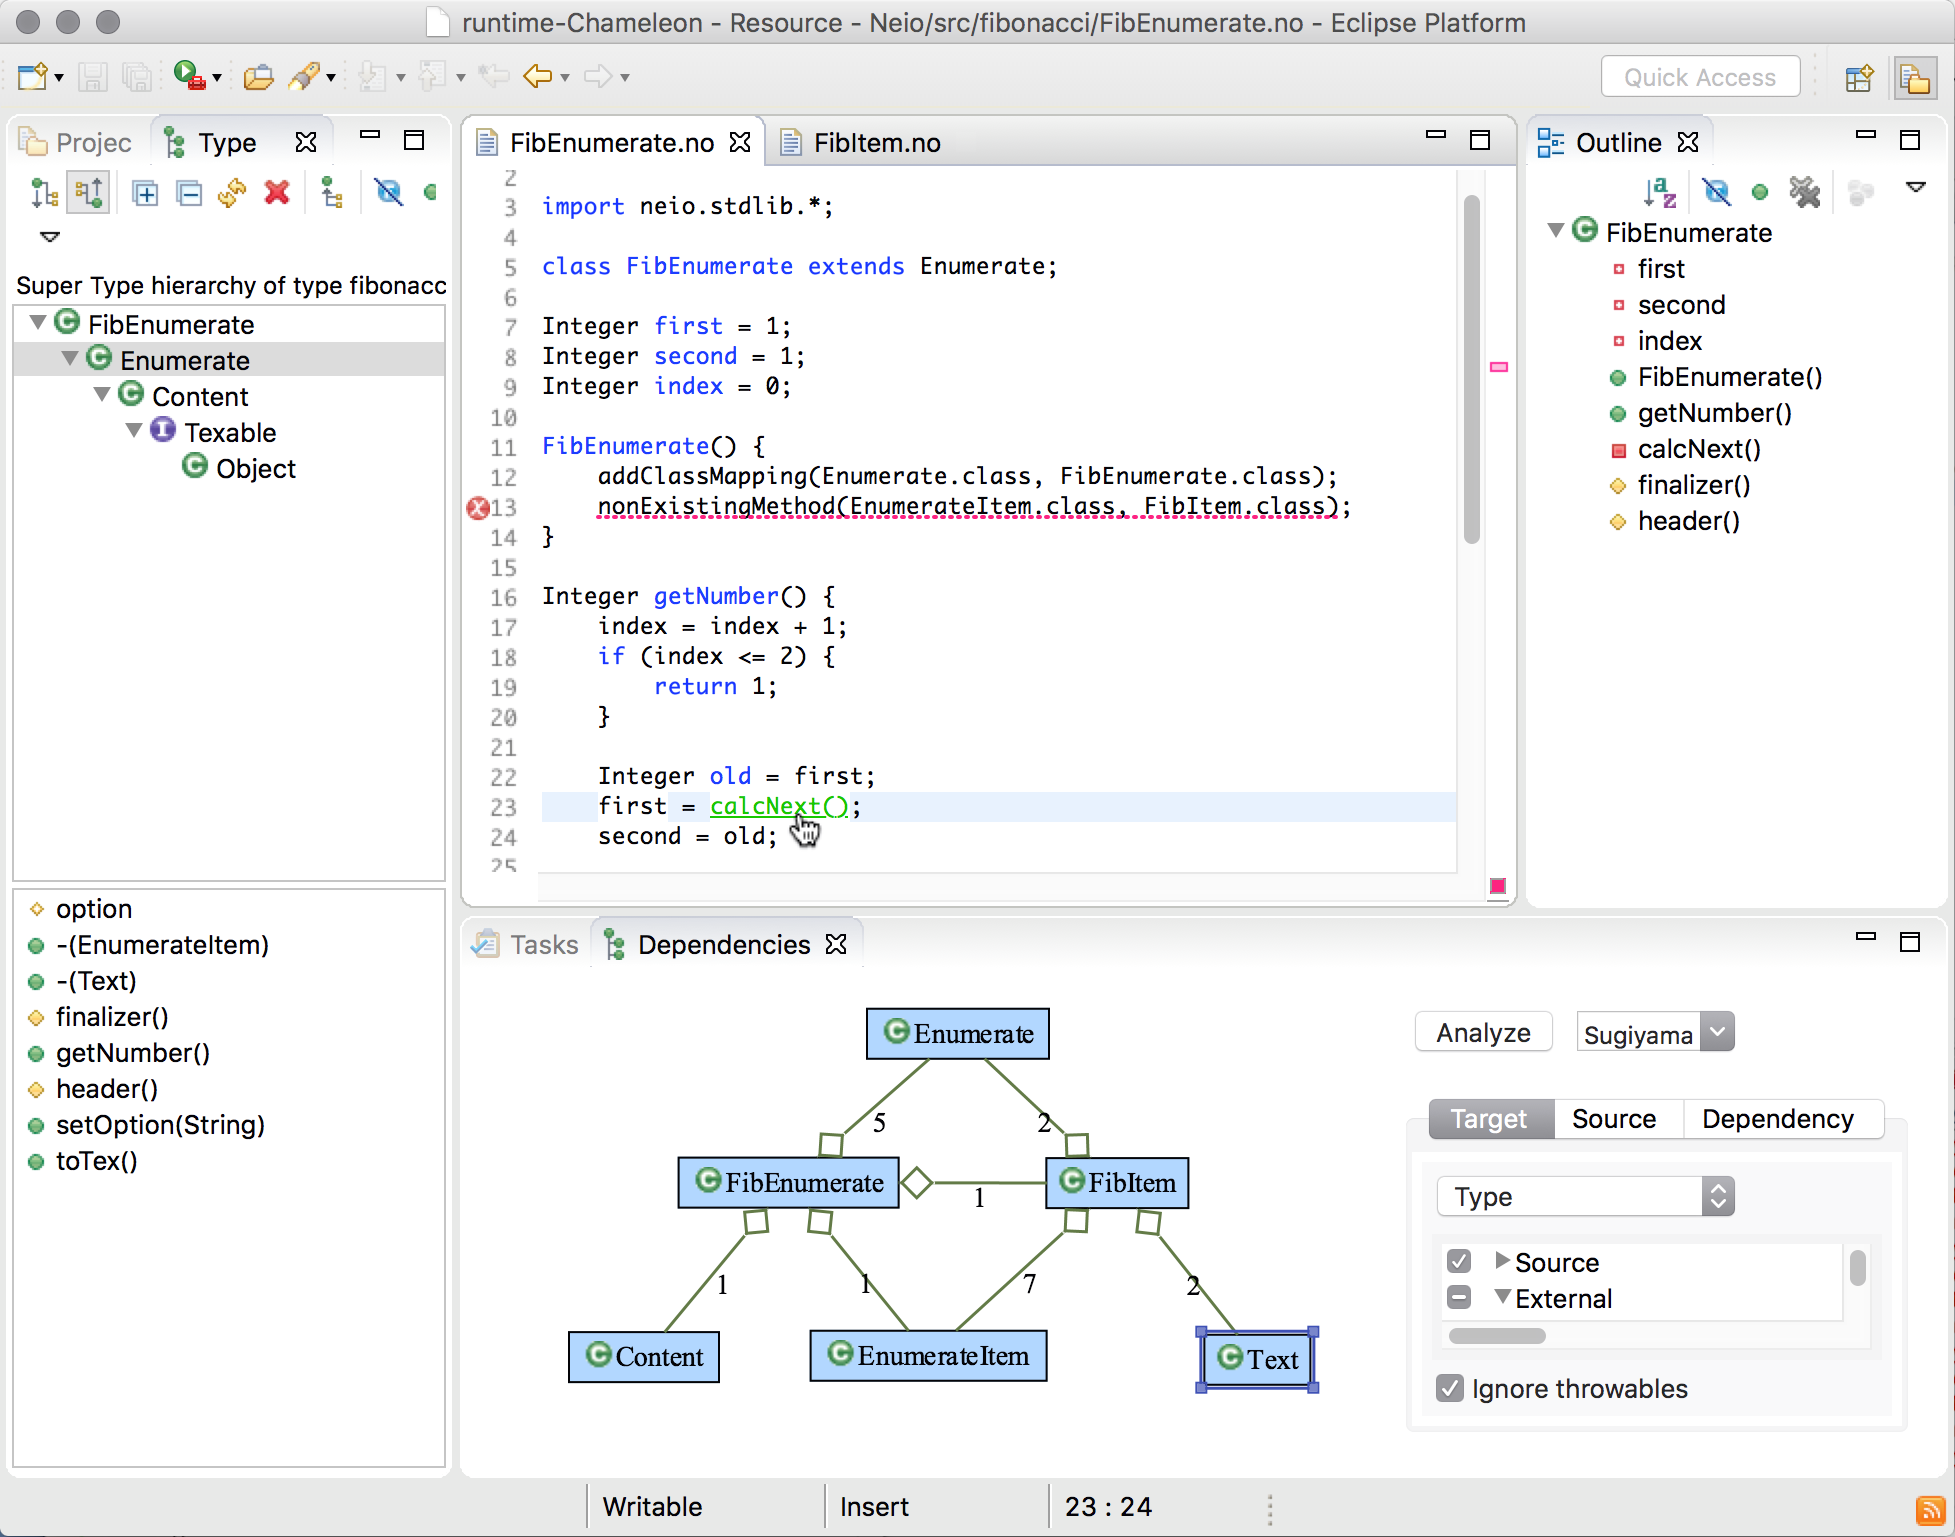 runtime-Chameleon - Resource - Neio/src/fibonacci/FibEnumerate.no - Eclipse Platform
Quick Access
Projec
Type
Super Type hierarchy of type fibonacc
FibEnumerate
Enumerate
Content
Texable
Object
option
-(EnumerateItem)
-(Text)
finalizer()
getNumber()
header()
setOption(String)
toTex()
FibEnumerate.no
FibItem.no
2
3 import neio.stdlib.*;
4
5 class FibEnumerate extends Enumerate;
6
7 Integer first = 1;
8 Integer second = 1;
9 Integer index = 0;
10
11 FibEnumerate() {
12 addClassMapping(Enumerate.class, FibEnumerate.class);
13 nonExistingMethod(EnumerateItem.class, FibItem.class);
14 }
15
16 Integer getNumber() {
17 index = index + 1;
18 if (index <= 2) {
19 return 1;
20 }
21
22 Integer old = first;
23 first = calcNext();
24 second = old;
25
Outline
FibEnumerate
first
second
index
FibEnumerate()
getNumber()
calcNext()
finalizer()
header()
Tasks
Dependencies
Enumerate
5
2
FibEnumerate
1
FibItem
1
1
7
2
Content
EnumerateItem
Text
Analyze
Sugiyama
Target
Source
Dependency
Type
Source
External
Ignore throwables
Writable
Insert
23 : 24